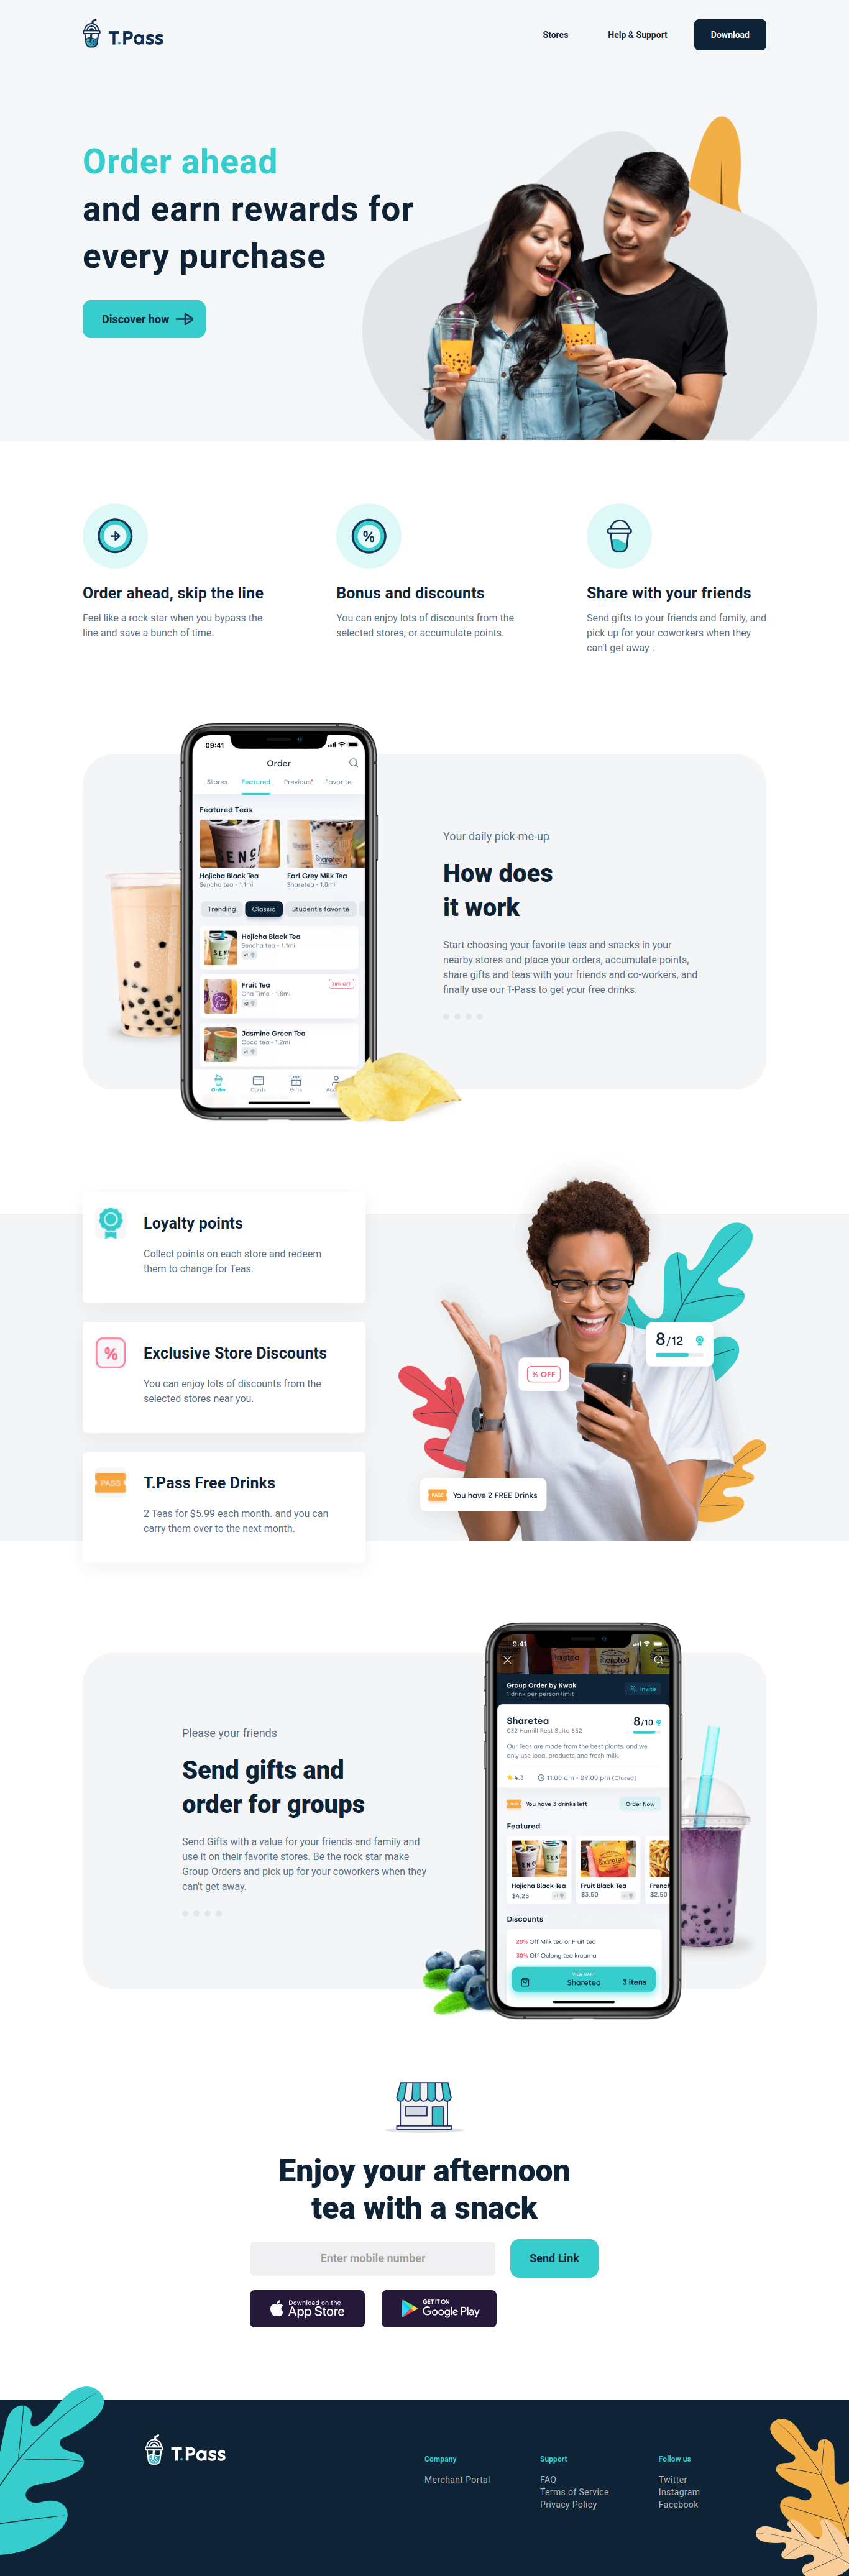 T.Pass
Stores
Help & Support
Download
Order ahead
and earn rewards for
every purchase
Discover how
Order ahead, skip the line
Feel like a rock star when you bypass the
line and save a bunch of time.
%
Bonus and discounts
You can enjoy lots of discounts from the
selected stores, or accumulate points.
Share with your friends
Send gifts to your friends and family, and
pick up for your coworkers when they
can't get away .
09:41
Order
Stores
Featured
Previous
Favorite
Featured Teas
Hojicha Black Tea
Sencha tea - 1.1mi
Earl Grey Milk Tea
Sharetea - 1.0mi
Trending
Classic
Student's favorite
Hojicha Black Tea
Sencha tea - 1.1mi
Fruit Tea
Cha Time - 1.8mi
30% OFF
Jasmine Green Tea
Coco tea - 1.2mi
Order
Cards
Gifts
Your daily pick-me-up
How does
it work
Start choosing your favorite teas and snacks in your
nearby stores and place your orders, accumulate points,
share gifts and teas with your friends and co-workers, and
finally use our T-Pass to get your free drinks.
Loyalty points
Collect points on each store and redeem
them to change for Teas.
%
Exclusive Store Discounts
You can enjoy lots of discounts from the
selected stores near you.
PASS
T.Pass Free Drinks
2 Teas for $5.99 each month. and you can
carry them over to the next month.
8/12
% OFF
PASS
You have 2 FREE Drinks
Please your friends
Send gifts and
order for groups
Send Gifts with a value for your friends and family and
use it on their favorite stores. Be the rock star make
Group Orders and pick up for your coworkers when they
can't get away.
9:41
Group Order by Kwak
1 drink per person limit
Invite
Sharetea
032 Hamill Rest Suite 652
8/10
Our Teas are made from the best plants, and we
only use local products and fresh milk.
4.3
11:00 am - 09:00 pm (Closed)
You have 3 drinks left
Order Now
Featured
Hojicha Black Tea
$4.25
Fruit Black Tea
$3.50
French
$2.50
Discounts
20% Off Milk tea or Fruit tea
30% Off Oolong tea kreama
VIEW CART
Sharetea
3 itens
Enjoy your afternoon
tea with a snack
Enter mobile number
Send Link
Download on the
App Store
GET IT ON
Google Play
T.Pass
Company
Merchant Portal
Support
FAQ
Terms of Service
Privacy Policy
Follow us
Twitter
Instagram
Facebook